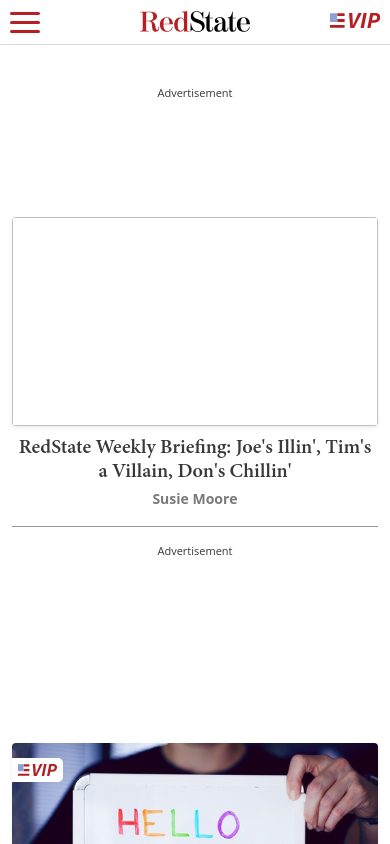 RedState
VIP
Advertisement
RedState Weekly Briefing: Joe's Illin', Tim's
a Villain, Don's Chillin'
Susie Moore
Advertisement
VIP
HELLO